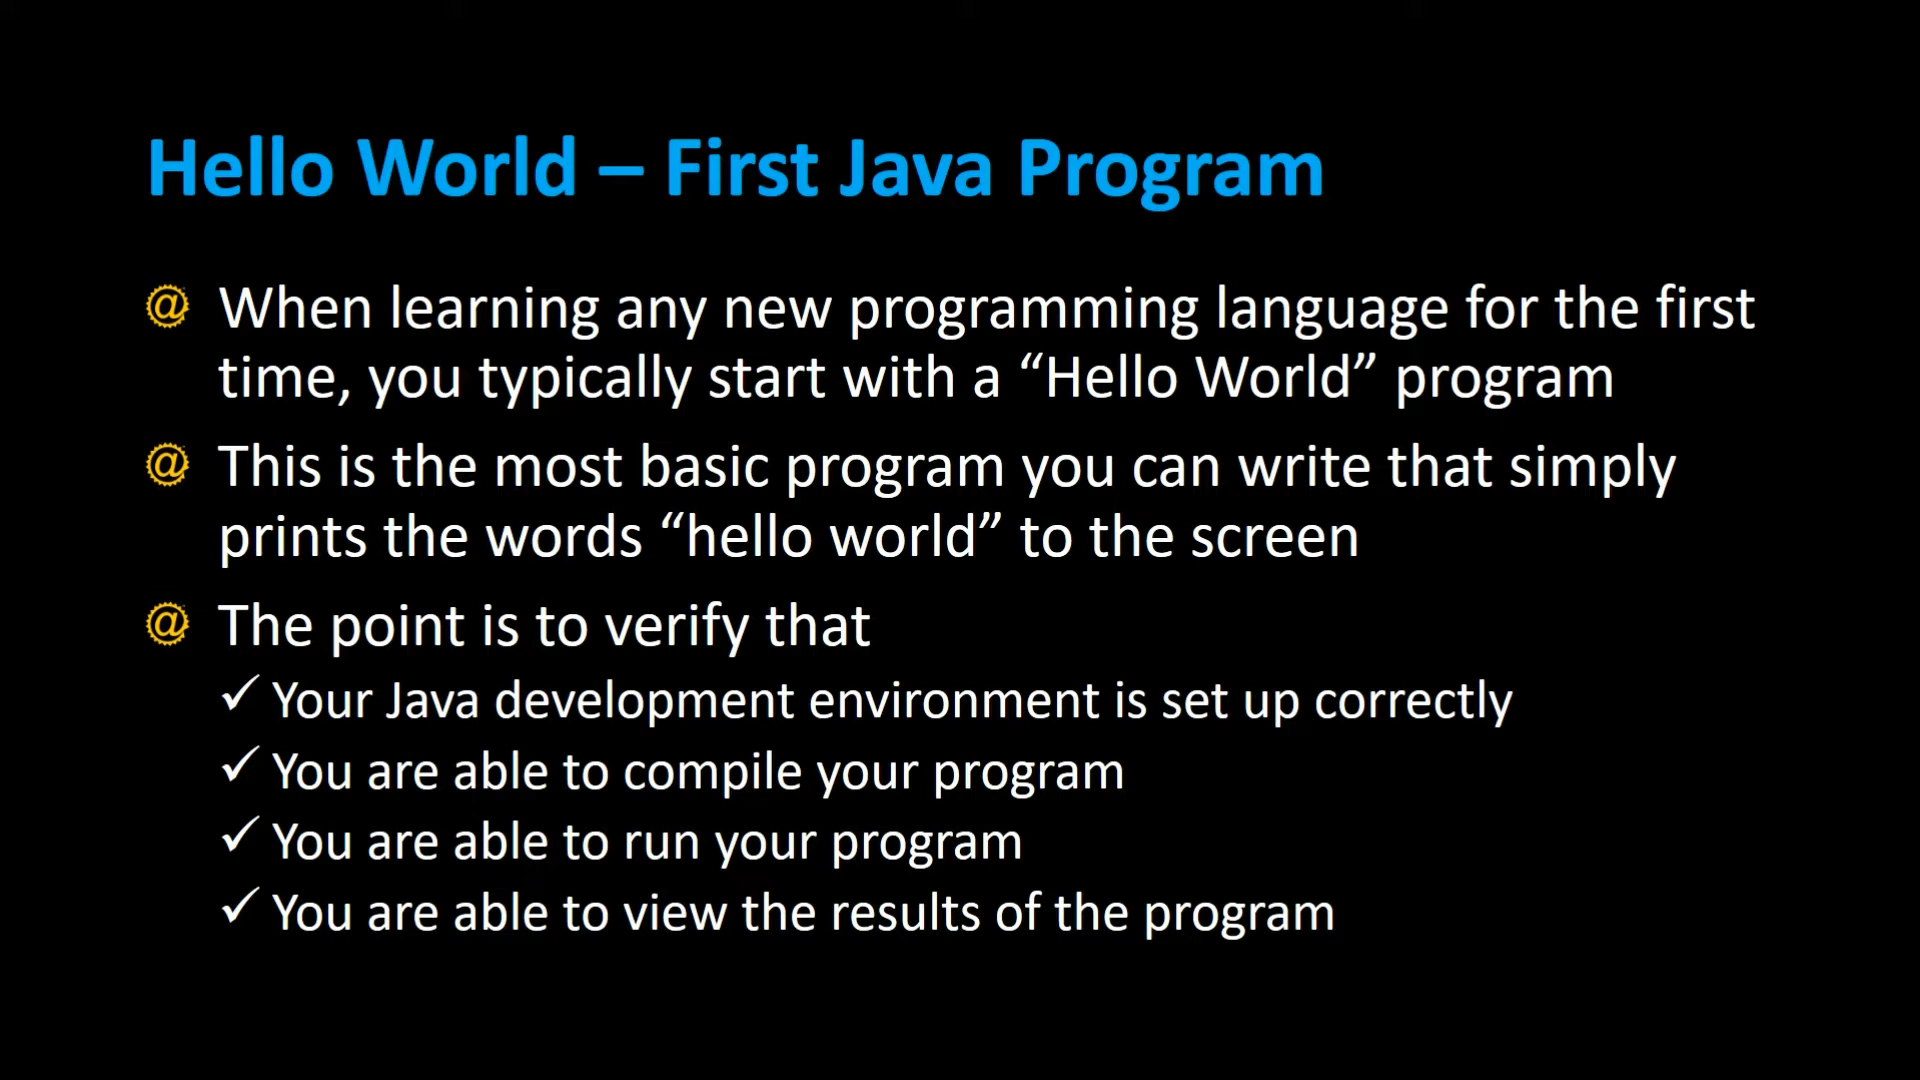 Hello World – First Java Program
@ When learning any new programming language for the first
time, you typically start with a “Hello World” program
@ This is the most basic program you can write that simply
prints the words “hello world” to the screen
@ The point is to verify that
✓ Your Java development environment is set up correctly
✓ You are able to compile your program
✓ You are able to run your program
✓ You are able to view the results of the program